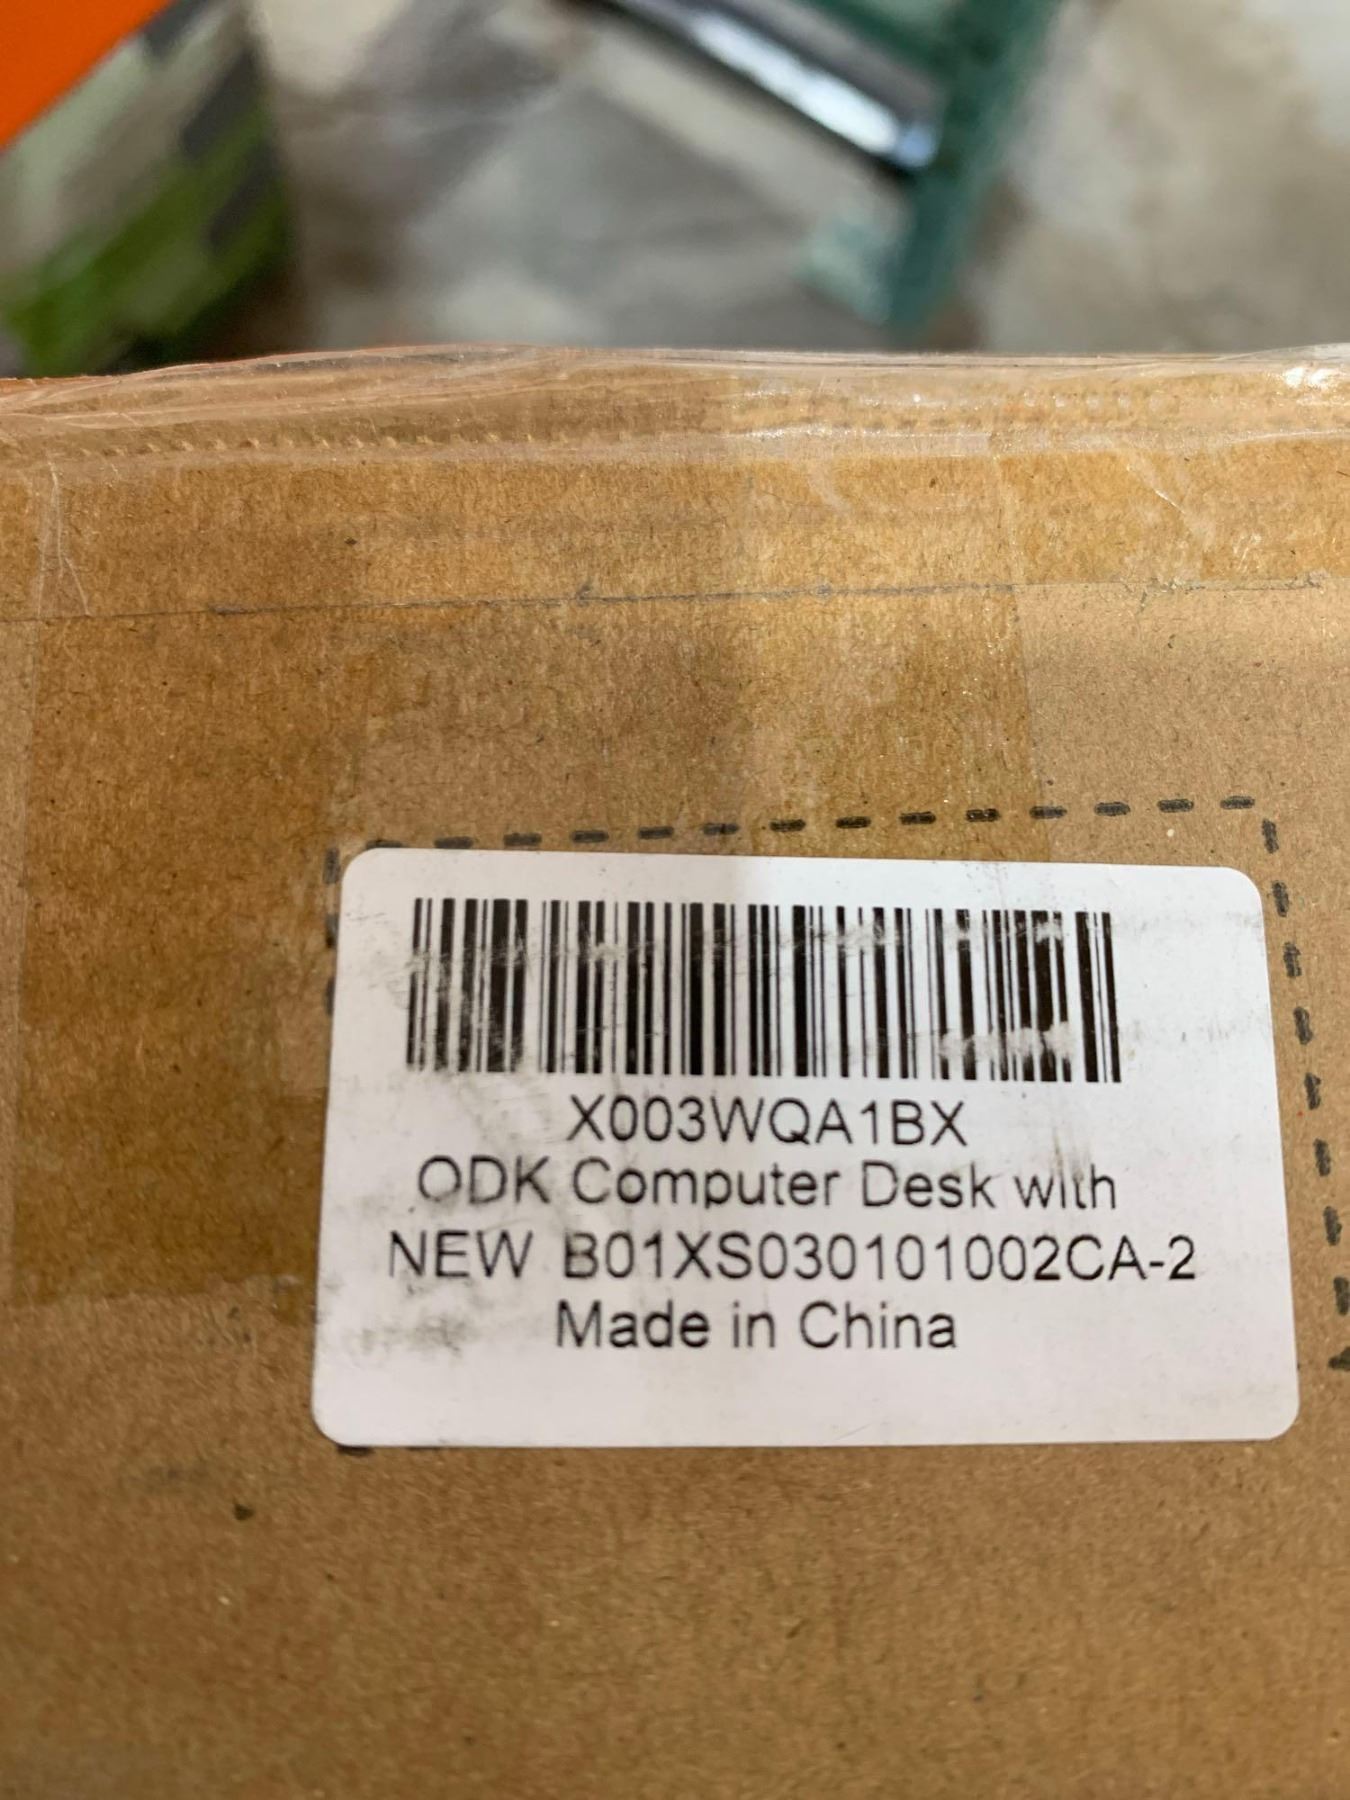 X003WQA1BX
ODK Computer Desk with
NEW B01XS030101002CA-2
Made in China